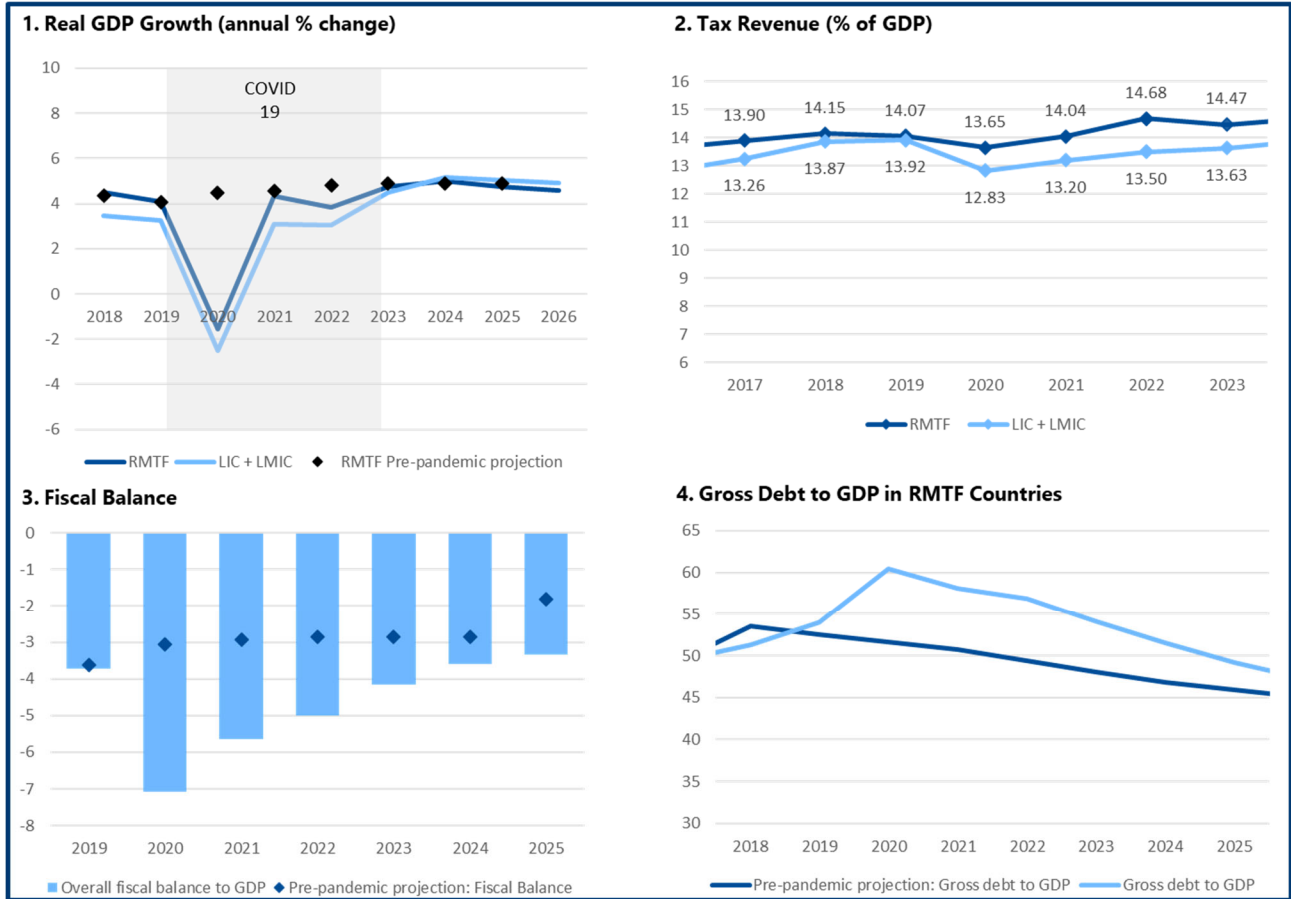 1. Real GDP Growth (annual % change)
10
8
6
4
2
0
-2
-4
-6
COVID
19
2018 2019 2020 2021 2022 2023 2024 2025 2026
RMTF LIC + LMIC RMTF Pre-pandemic projection
2. Tax Revenue (% of GDP)
16
15
14
13
12
11
10
9
8
7
6
13.90 14.15 14.07 13.65 14.04 14.68 14.47
13.26 13.87 13.92 12.83 13.20 13.50 13.63
2017 2018 2019 2020 2021 2022 2023
RMTF LIC + LMIC
3. Fiscal Balance
0
-1
-2
-3
-4
-5
-6
-7
-8
2019 2020 2021 2022 2023 2024 2025
Overall fiscal balance to GDP Pre-pandemic projection: Fiscal Balance
4. Gross Debt to GDP in RMTF Countries
65
60
55
50
45
40
35
30
2018 2019 2020 2021 2022 2023 2024 2025
Pre-pandemic projection: Gross debt to GDP Gross debt to GDP